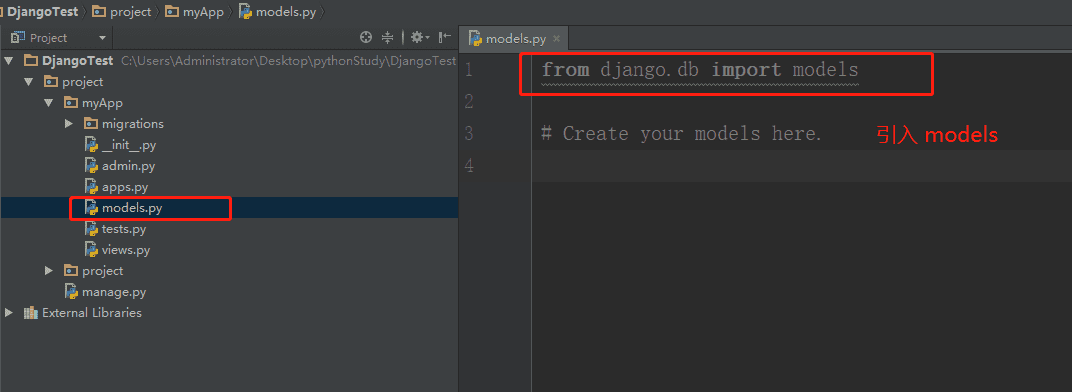 DjangoTest project myApp models.py
Project
models.py
DjangoTest C:\Users\Administrator\Desktop\pythonStudy\DjangoTest
project
myApp
migrations
__init__.py
admin.py
apps.py
models.py
tests.py
views.py
project
manage.py
External Libraries
1 from django.db import models
2
3 # Create your models here. 引入 models
4